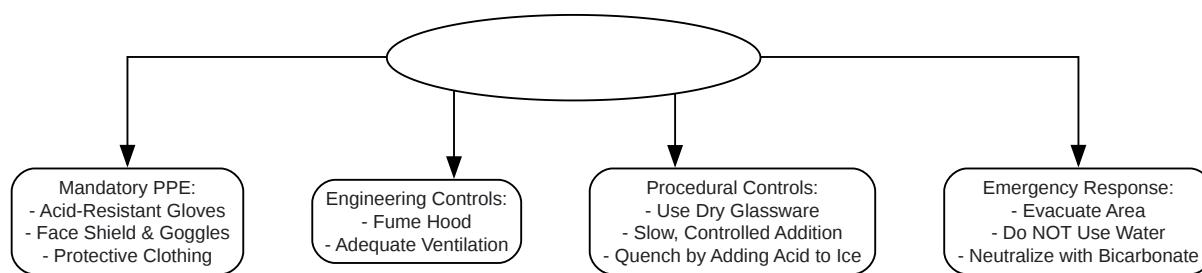 Mandatory PPE:
- Acid-Resistant Gloves
- Face Shield & Goggles
- Protective Clothing
Engineering Controls:
- Fume Hood
- Adequate Ventilation
Procedural Controls:
- Use Dry Glassware
- Slow, Controlled Addition
- Quench by Adding Acid to Ice
Emergency Response:
- Evacuate Area
- Do NOT Use Water
- Neutralize with Bicarbonate